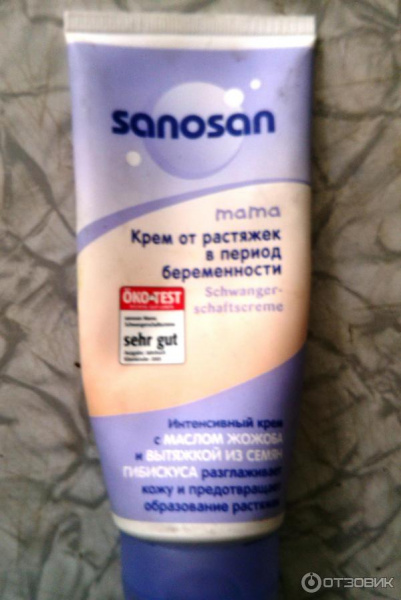 sanosan
mama
Крем от растяжек
в период
беременности
Schwanger-
schaftscreme
ÖKO-TEST
sehr gut
Интенсивный крем
с МАСЛОМ ЖОЖОБА
и ВЫТЯЖКОЙ ИЗ СЕМЯН
ГИБИСКУСА разглаживает
кожу и предотвращает
образование растяжек
ОТЗОВИК